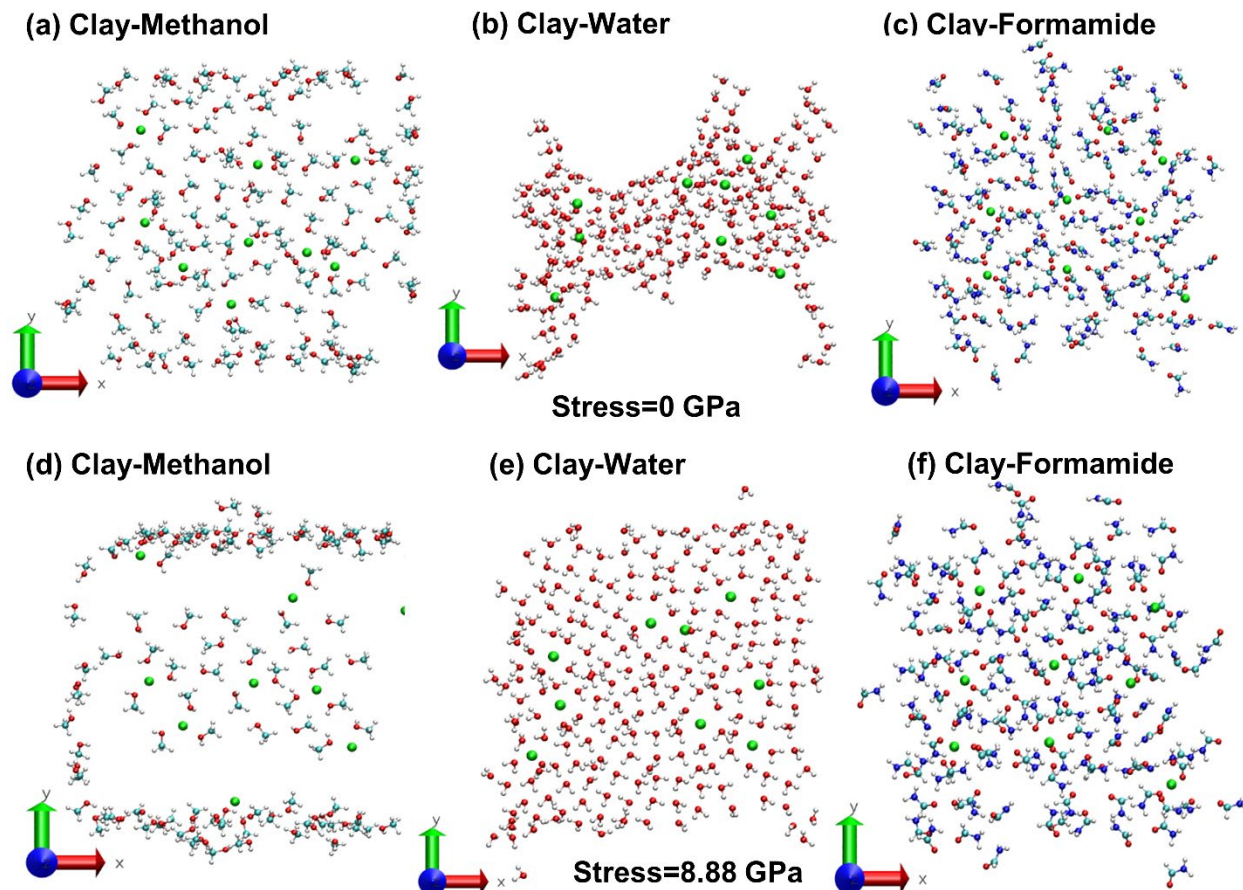 (a) Clay-Methanol
(b) Clay-Water
(c) Clay-Formamide
y
x
y
x
y
x
Stress=0 GPa
(d) Clay-Methanol
(e) Clay-Water
(f) Clay-Formamide
y
x
y
x
y
x
Stress=8.88 GPa